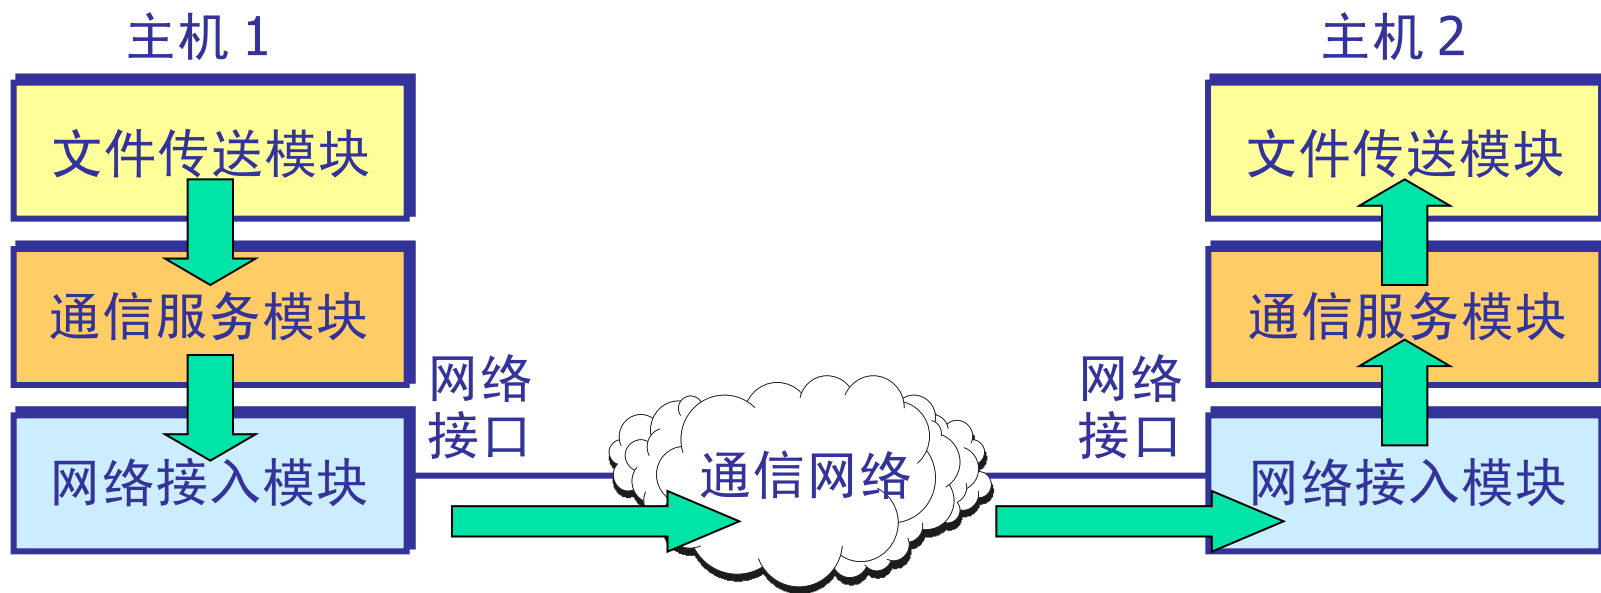 主机 1
主机 2
文件传送模块
文件传送模块
通信服务模块
通信服务模块
网络
接口
网络
接口
网络接入模块
通信网络
网络接入模块